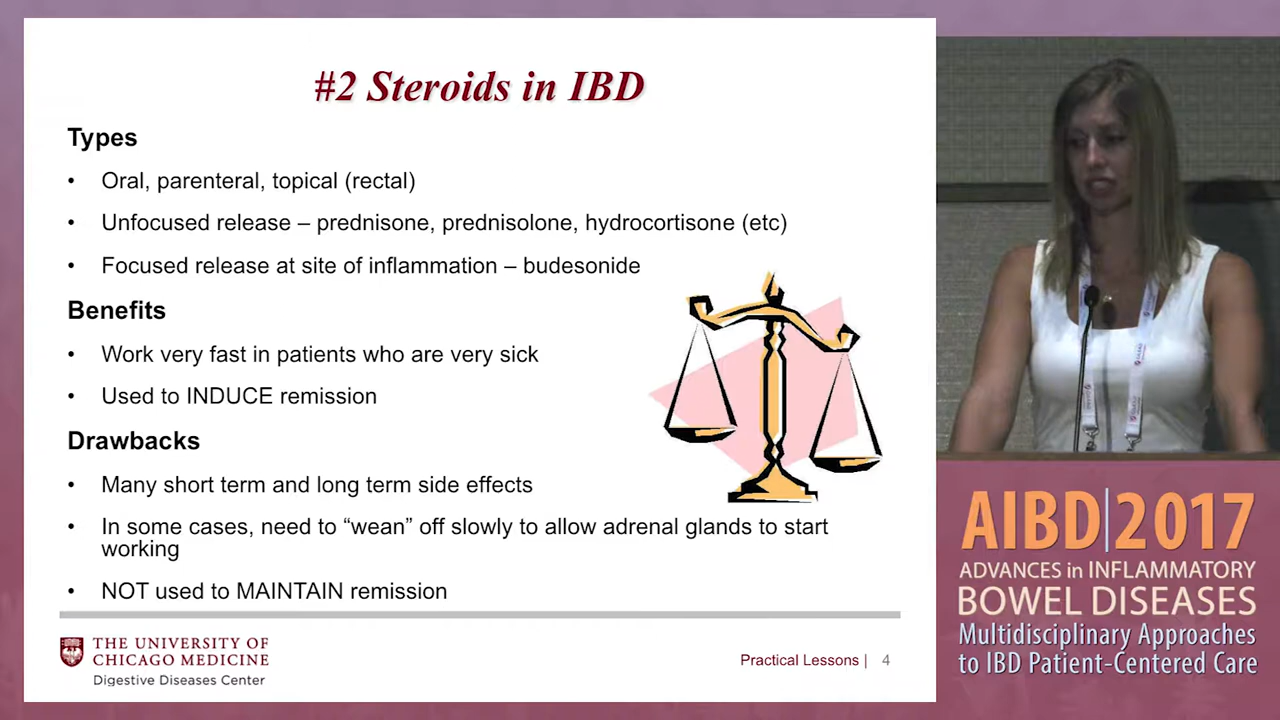 #2 Steroids in IBD
Types
• Oral, parenteral, topical (rectal)
• Unfocused release – prednisone, prednisolone, hydrocortisone (etc)
• Focused release at site of inflammation – budesonide
Benefits
• Work very fast in patients who are very sick
• Used to INDUCE remission
Drawbacks
• Many short term and long term side effects
• In some cases, need to “wean” off slowly to allow adrenal glands to start
working
• NOT used to MAINTAIN remission
THE UNIVERSITY OF
CHICAGO MEDICINE
Digestive Diseases Center
Practical Lessons | 4
AIBD|2017
ADVANCES in INFLAMMATORY
BOWEL DISEASES
Multidisciplinary Approaches
to IBD Patient-Centered Care